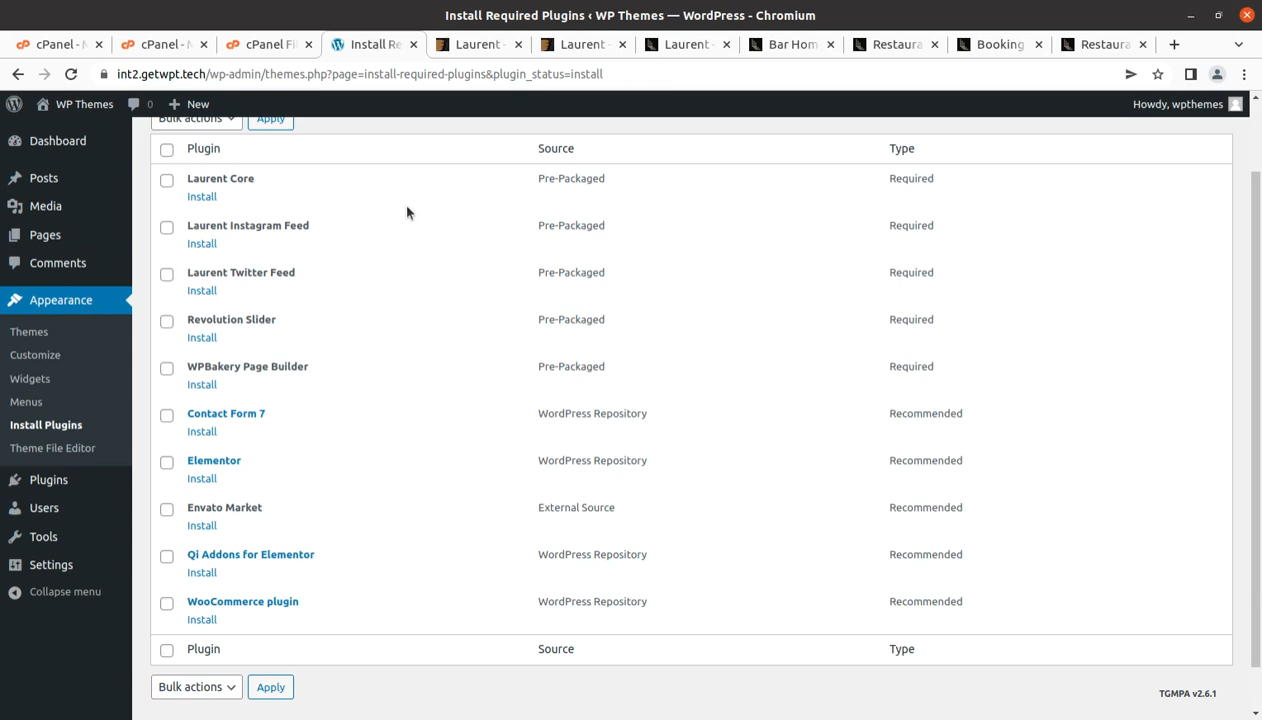 Install Required Plugins ‹ WP Themes — WordPress - Chromium
cPanel - M
cPanel - M
cPanel Fi
Install Re
Laurent -
Laurent -
Laurent -
Bar Hom
Restaura
Booking
Restaura
int2.getwpt.tech/wp-admin/themes.php?page=install-required-plugins&plugin_status=install
WP Themes 0 New Howdy, wpthemes
Bulk actions Apply
Plugin Source Type
Laurent Core Pre-Packaged Required
Install
Laurent Instagram Feed Pre-Packaged Required
Install
Laurent Twitter Feed Pre-Packaged Required
Install
Revolution Slider Pre-Packaged Required
Install
WPBakery Page Builder Pre-Packaged Required
Install
Contact Form 7 WordPress Repository Recommended
Install
Elementor WordPress Repository Recommended
Install
Envato Market External Source Recommended
Install
Qi Addons for Elementor WordPress Repository Recommended
Install
WooCommerce plugin WordPress Repository Recommended
Install
Plugin Source Type
Bulk actions Apply
TGMPA v2.6.1
Dashboard
Posts
Media
Pages
Comments
Appearance
Themes
Customize
Widgets
Menus
Install Plugins
Theme File Editor
Plugins
Users
Tools
Settings
Collapse menu